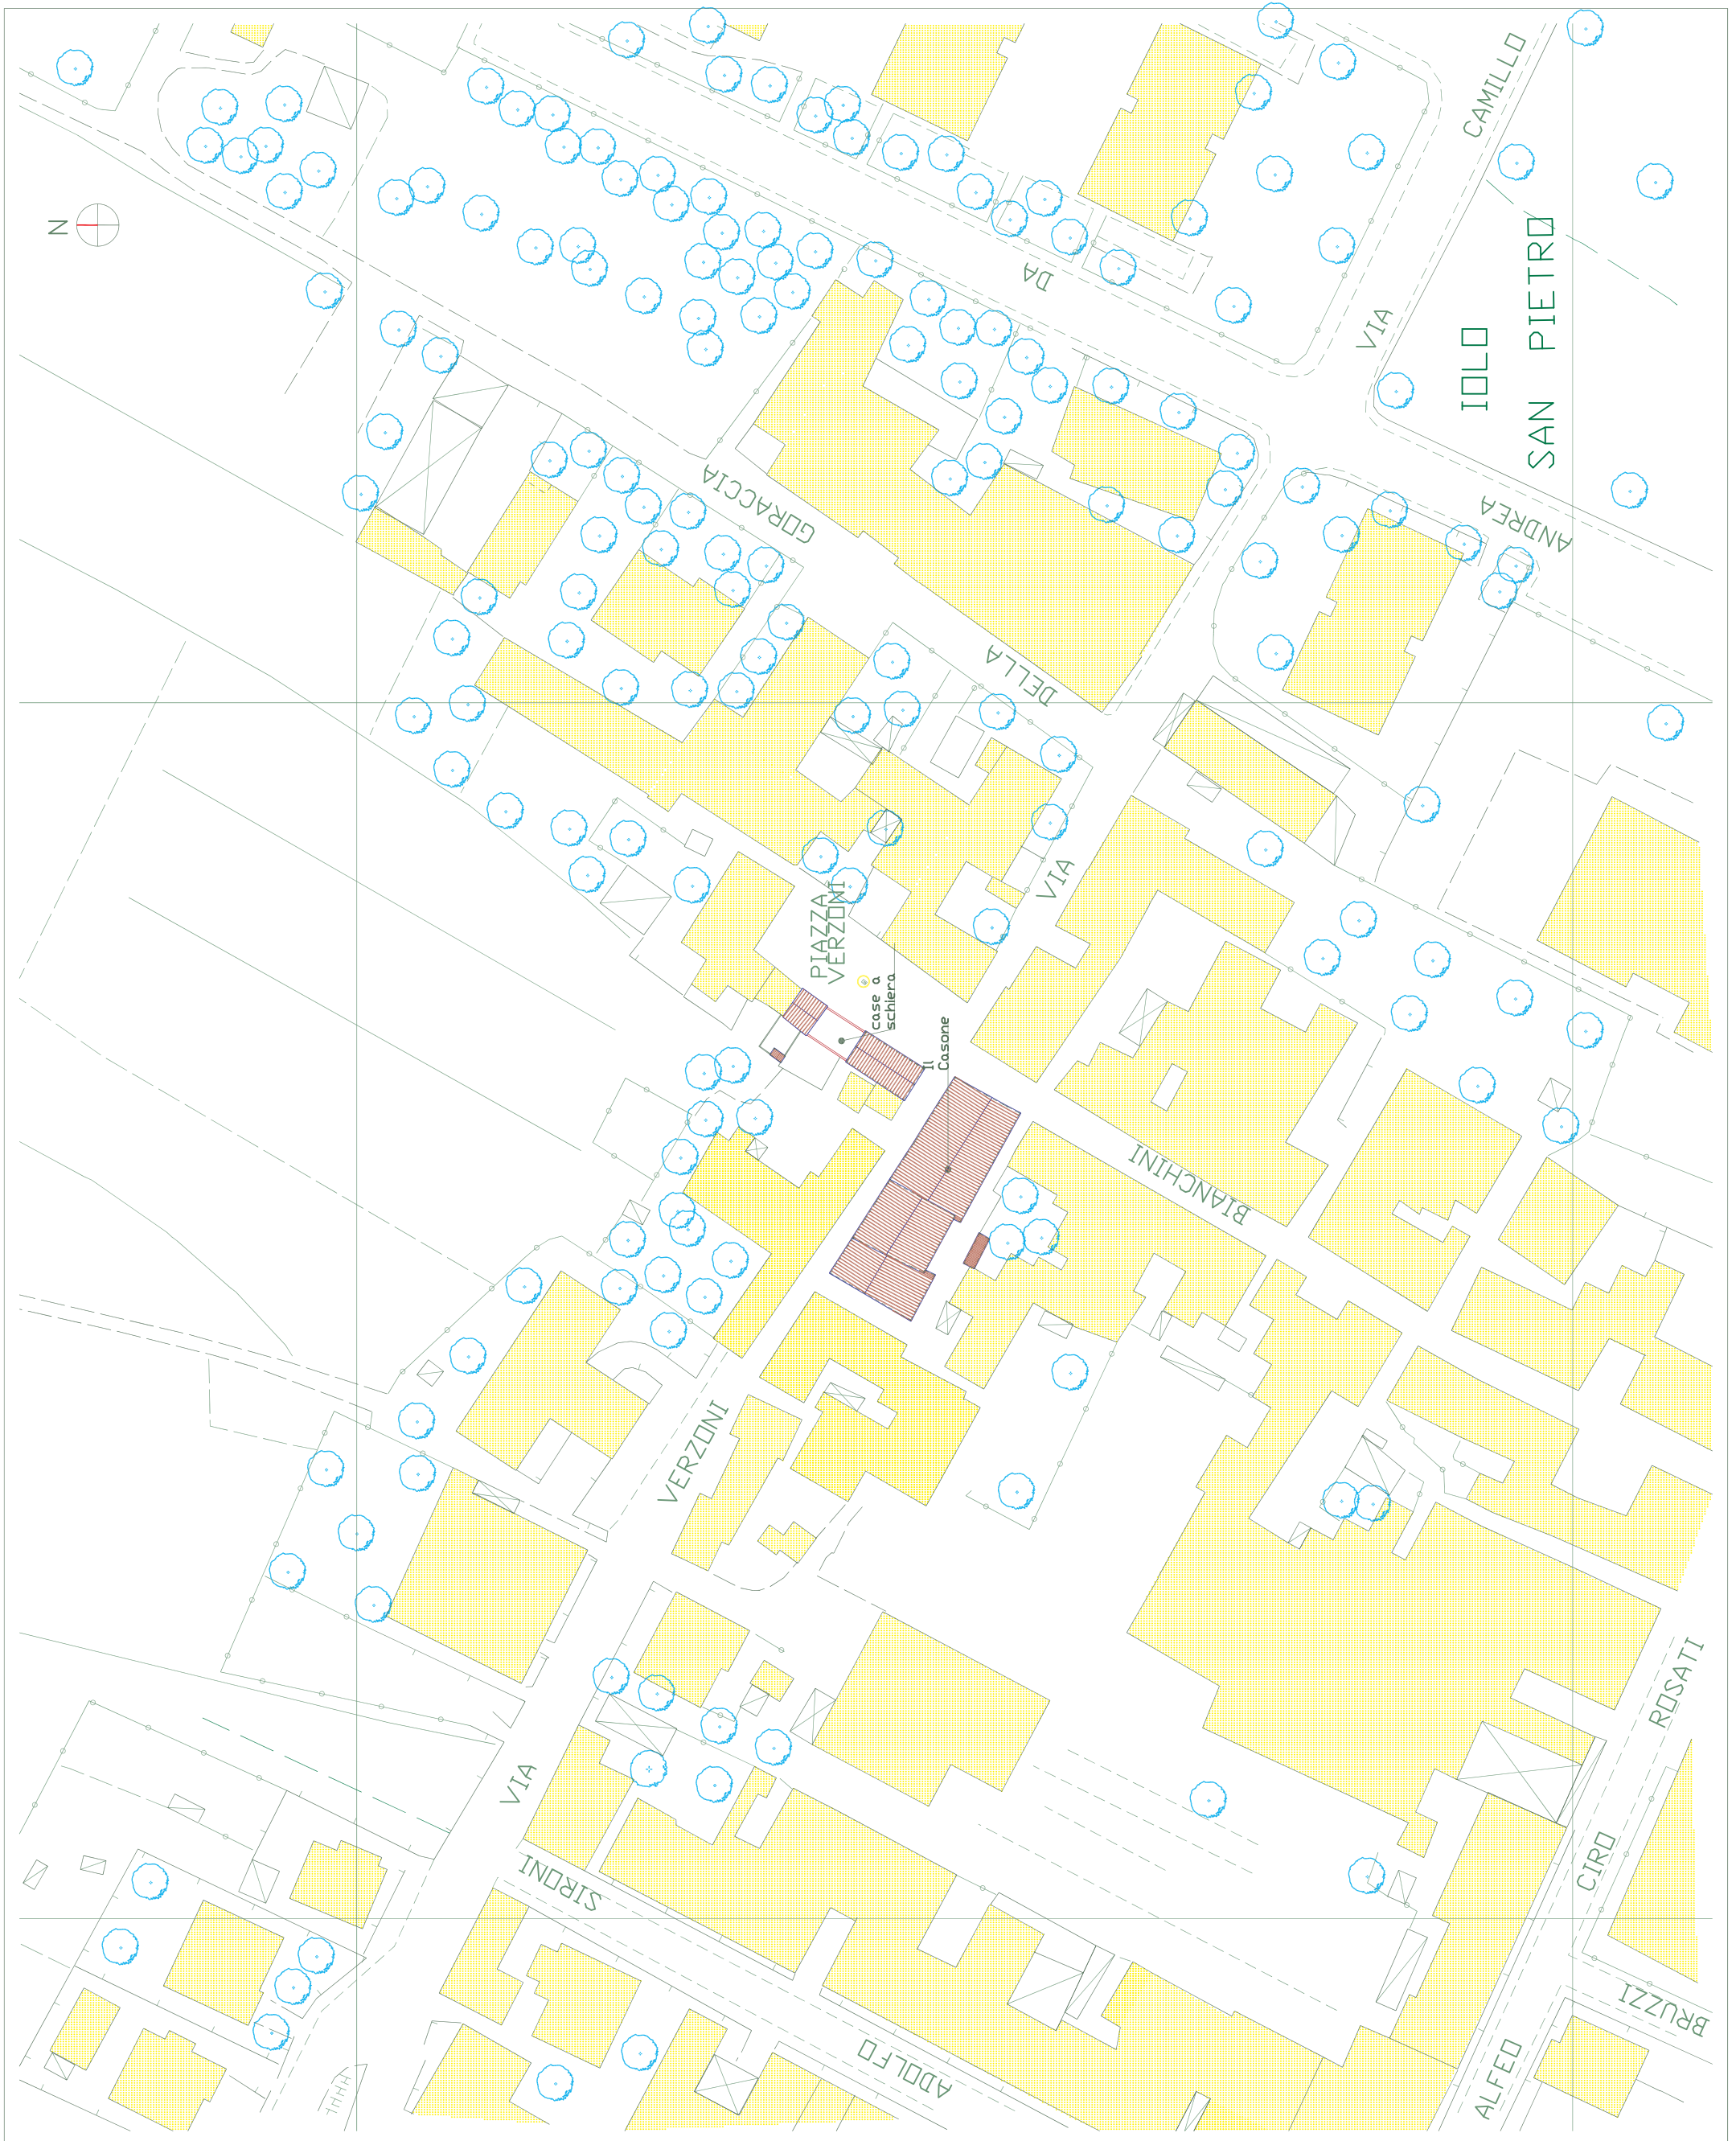 CAMILLO
N
DA
VIA
IOLO
SAN PIETRO
GORACCIA
ANDREA
DELLA
VIA
PIAZZA
VERZONI
case a
schiera
Il
Casone
BIANCHINI
VERZONI
ROSATI
VIA
CIRO
SIRONI
BRUZZI
ADOLFO
ALFEO